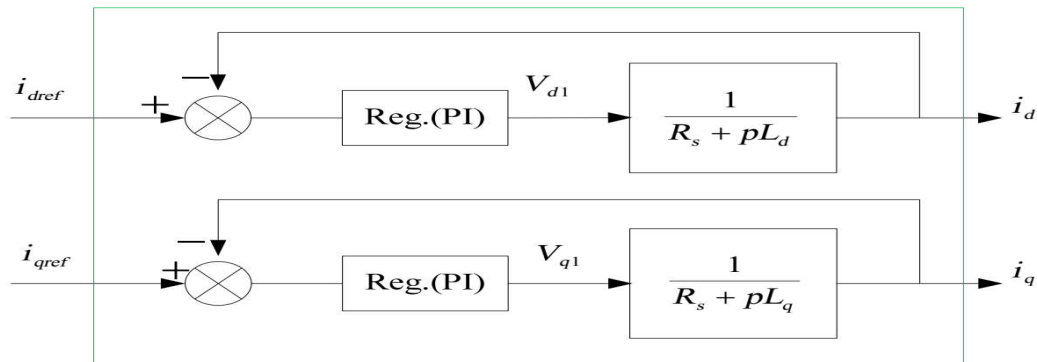 i_dref
−
+
Reg.(PI)
V_d1
1
R_s + pL_d
i_d
i_qref
−
+
Reg.(PI)
V_q1
1
R_s + pL_q
i_q